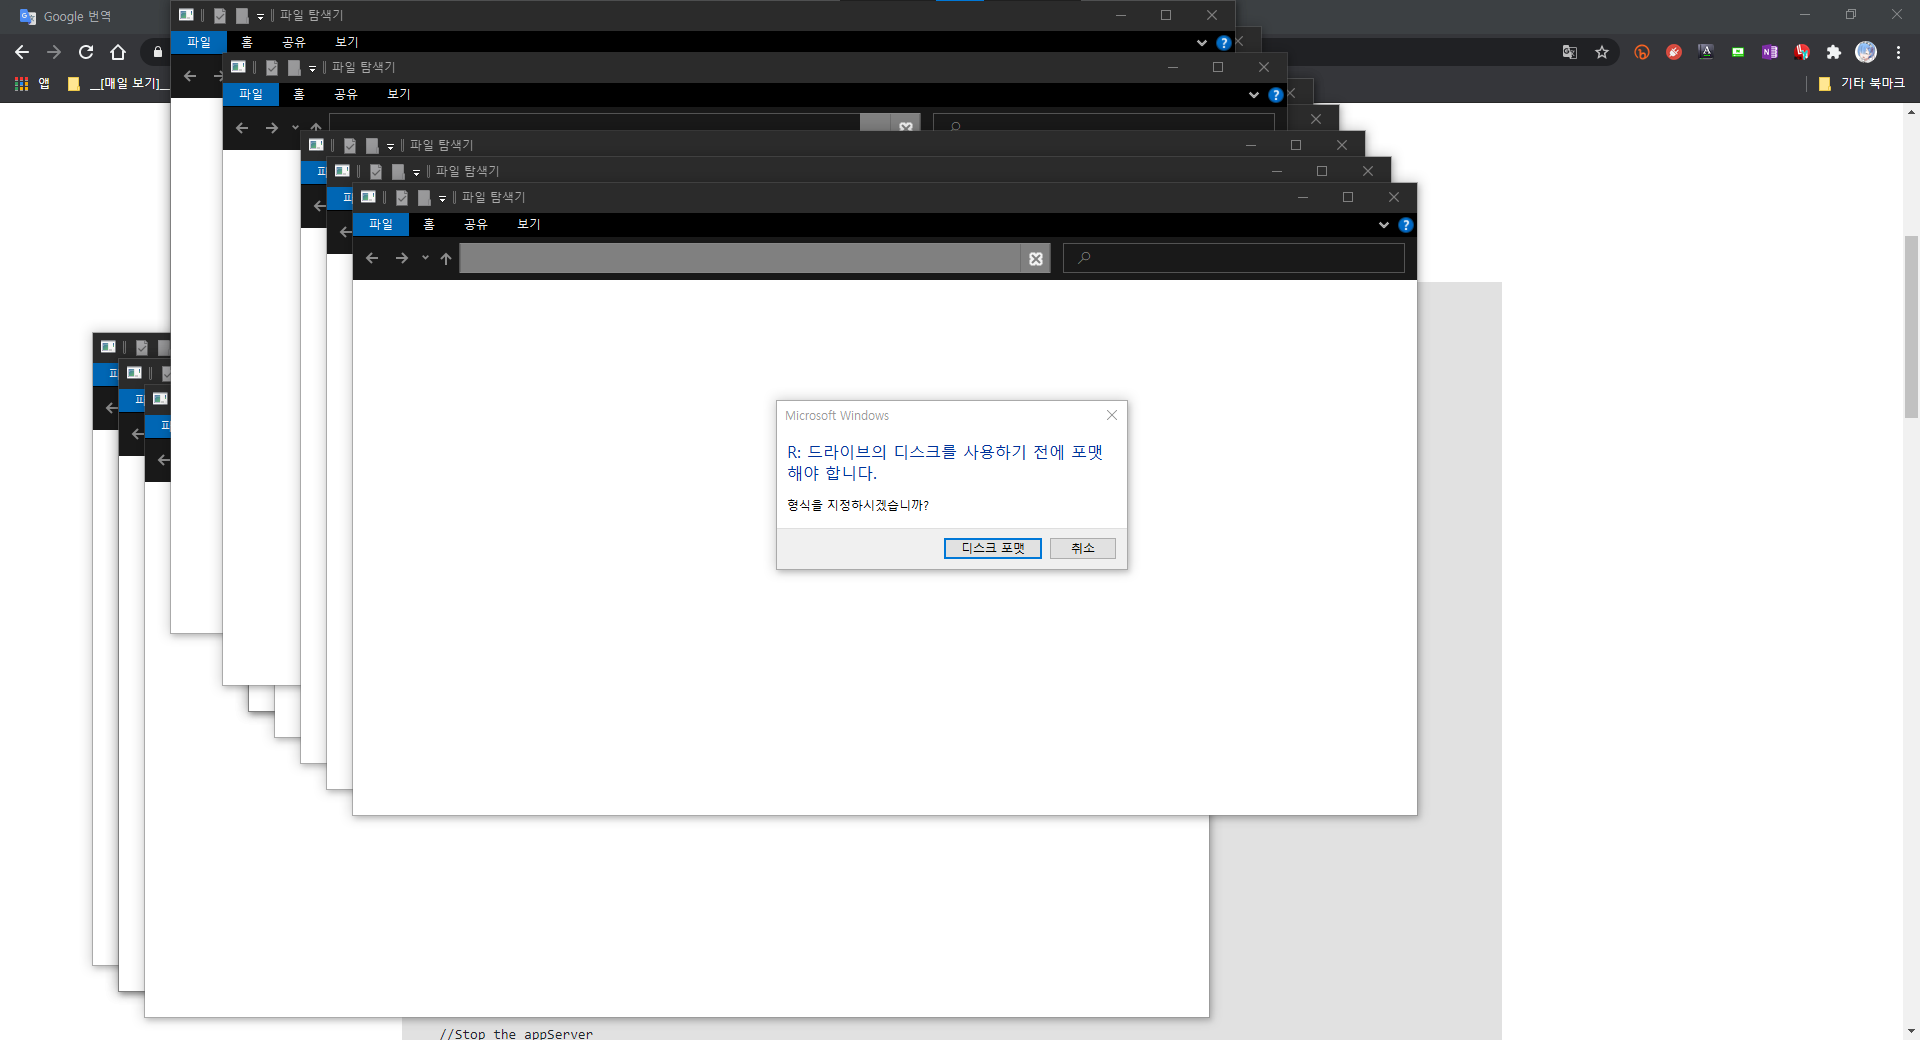 Google 번역
파일 탐색기
파일 홈 공유 보기
앱 __[매일 보기]__
기타 북마크
파일 탐색기
파일 홈 공유 보기
파일 탐색기
파일 탐색기
파일 탐색기
파일 홈 공유 보기
Microsoft Windows
R: 드라이브의 디스크를 사용하기 전에 포맷
해야 합니다.
형식을 지정하시겠습니까?
디스크 포맷 취소
//Stop the appServer